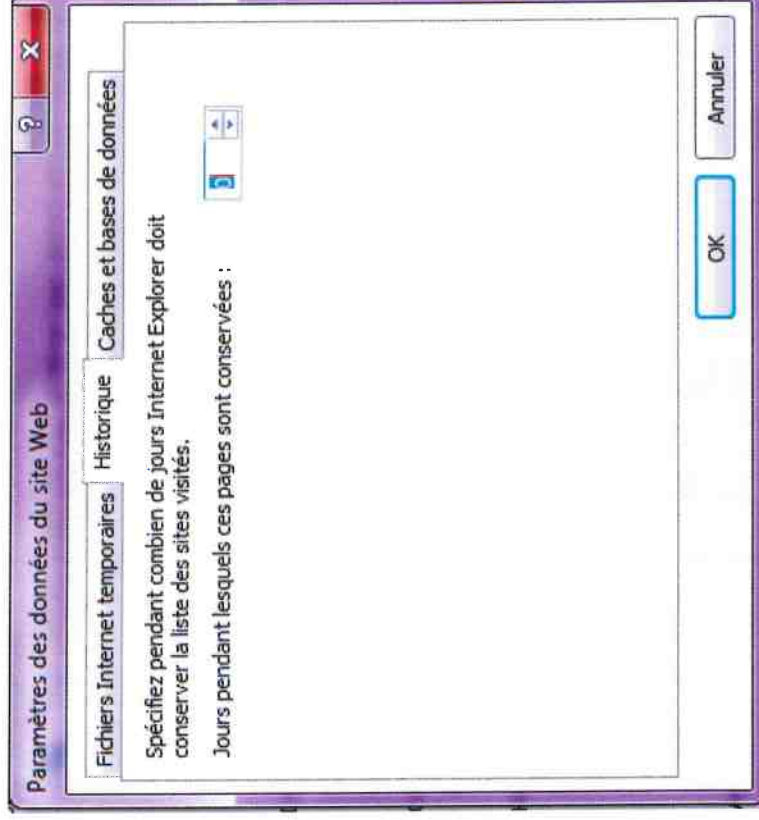 Paramètres des données du site Web
? X
Fichiers Internet temporaires Historique Caches et bases de données
Spécifiez pendant combien de jours Internet Explorer doit
conserver la liste des sites visités.
Jours pendant lesquels ces pages sont conservées :
OK Annuler